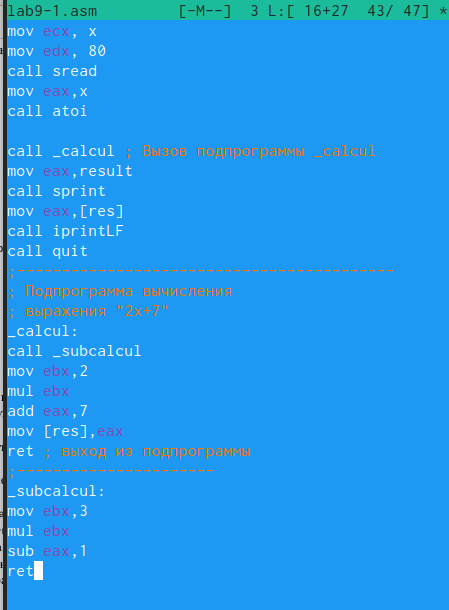 lab9-1.asm [-M--] 3 L:[ 16+27 43/ 47] *
mov ecx, x
mov edx, 80
call sread
mov eax,x
call atoi
call _calcul ; Вызов подпрограммы _calcul
mov eax,result
call sprint
mov eax,[res]
call iprintLF
call quit
;------------------------------------------
; Подпрограмма вычисления
; выражения "2x+7"
_calcul:
call _subcalcul
mov ebx,2
mul ebx
add eax,7
mov [res],eax
ret ; выход из подпрограммы
;----------------------
_subcalcul:
mov ebx,3
mul ebx
sub eax,1
ret